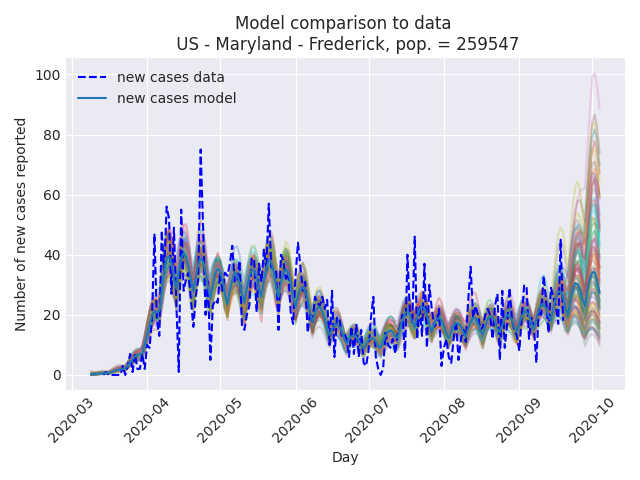 Model comparison to data
US - Maryland - Frederick, pop. = 259547
new cases data
new cases model
Number of new cases reported
100
80
60
40
20
0
2020-03
2020-04
2020-05
2020-06
2020-07
2020-08
2020-09
2020-10
Day